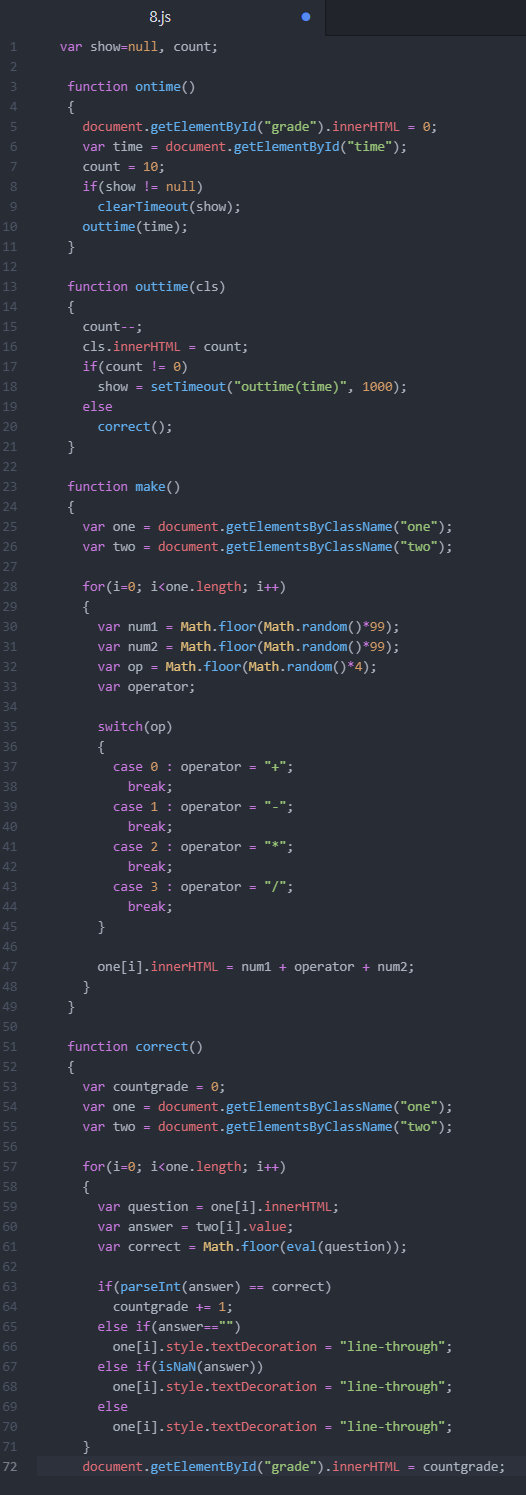 8.js
1 var show=null, count;
2
3 function ontime()
4 {
5 document.getElementById("grade").innerHTML = 0;
6 var time = document.getElementById("time");
7 count = 10;
8 if(show != null)
9 clearTimeout(show);
10 outtime(time);
11 }
12
13 function outtime(cls)
14 {
15 count--;
16 cls.innerHTML = count;
17 if(count != 0)
18 show = setTimeout("outtime(time)", 1000);
19 else
20 correct();
21 }
22
23 function make()
24 {
25 var one = document.getElementsByClassName("one");
26 var two = document.getElementsByClassName("two");
27
28 for(i=0; i<one.length; i++)
29 {
30 var num1 = Math.floor(Math.random()*99);
31 var num2 = Math.floor(Math.random()*99);
32 var op = Math.floor(Math.random()*4);
33 var operator;
34
35 switch(op)
36 {
37 case 0 : operator = "+";
38 break;
39 case 1 : operator = "-";
40 break;
41 case 2 : operator = "*";
42 break;
43 case 3 : operator = "/";
44 break;
45 }
46
47 one[i].innerHTML = num1 + operator + num2;
48 }
49 }
50
51 function correct()
52 {
53 var countgrade = 0;
54 var one = document.getElementsByClassName("one");
55 var two = document.getElementsByClassName("two");
56
57 for(i=0; i<one.length; i++)
58 {
59 var question = one[i].innerHTML;
60 var answer = two[i].value;
61 var correct = Math.floor(eval(question));
62
63 if(parseInt(answer) == correct)
64 countgrade += 1;
65 else if(answer=="")
66 one[i].style.textDecoration = "line-through";
67 else if(isNaN(answer))
68 one[i].style.textDecoration = "line-through";
69 else
70 one[i].style.textDecoration = "line-through";
71 }
72 document.getElementById("grade").innerHTML = countgrade;